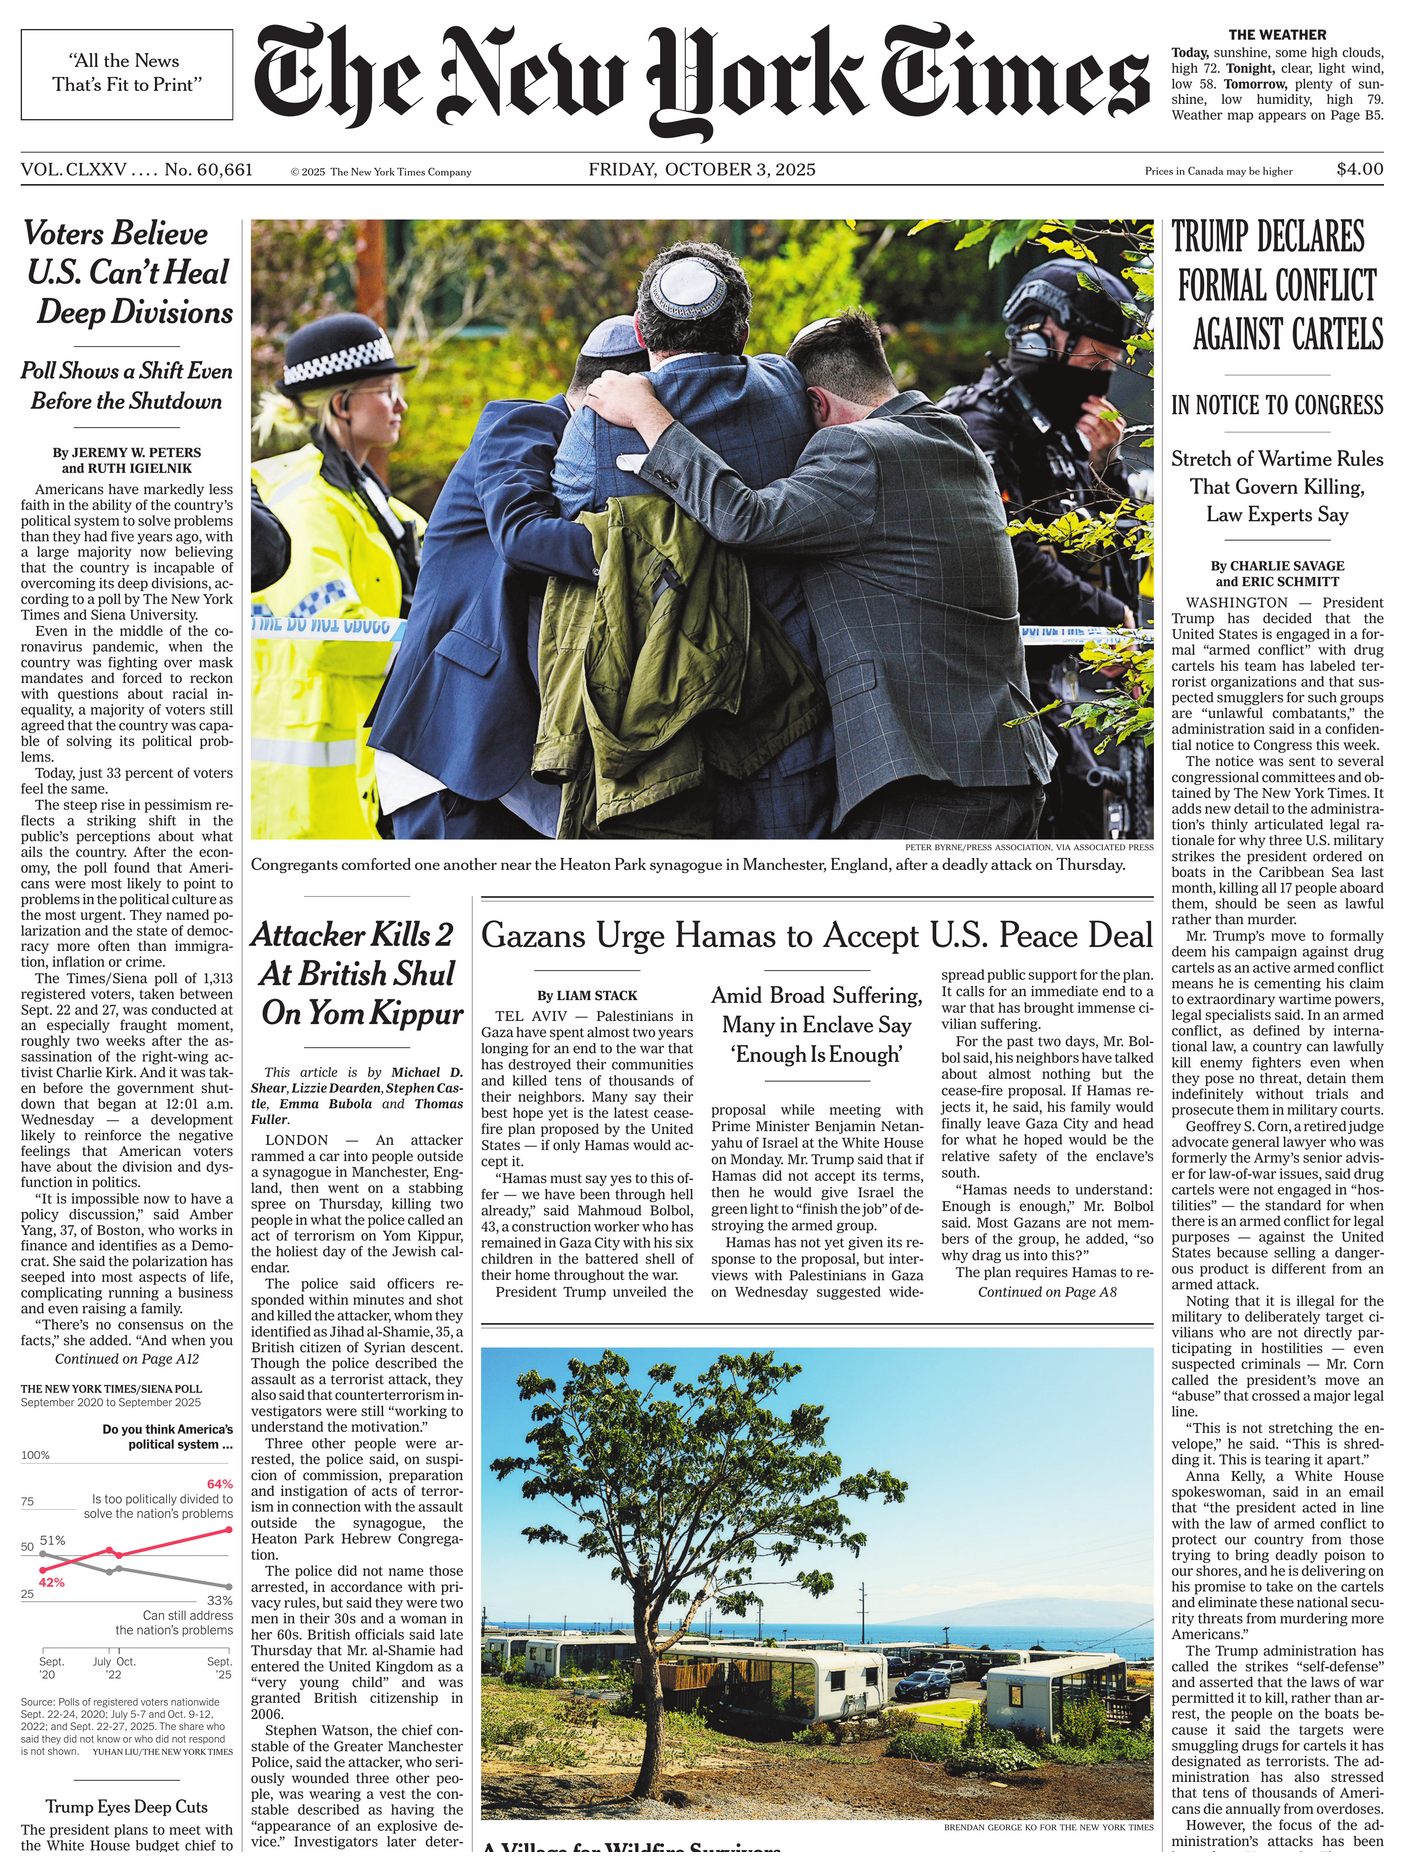 “All the News
That’s Fit to Print”
The New York Times
THE WEATHER
Today, sunshine, some high clouds,
high 72. Tonight, clear, light wind,
low 58. Tomorrow, plenty of sun-
shine, low humidity, high 79.
Weather map appears on Page B5.
VOL. CLXXV .... No. 60,661
© 2025 The New York Times Company
FRIDAY, OCTOBER 3, 2025
Prices in Canada may be higher
$4.00
Voters Believe
U.S. Can’t Heal
Deep Divisions
Poll Shows a Shift Even
Before the Shutdown
By JEREMY W. PETERS
and RUTH IGIELNIK
Americans have markedly less
faith in the ability of the country’s
political system to solve problems
than they had five years ago, with
a large majority now believing
that the country is incapable of
overcoming its deep divisions, ac-
cording to a poll by The New York
Times and Siena University.
Even in the middle of the co-
ronavirus pandemic, when the
country was fighting over mask
mandates and forced to reckon
with questions about racial in-
equality, a majority of voters still
agreed that the country was capa-
ble of solving its political prob-
lems.
Today, just 33 percent of voters
feel the same.
The steep rise in pessimism re-
flects a striking shift in the
public’s perceptions about what
ails the country. After the econ-
omy, the poll found that Ameri-
cans were most likely to point to
problems in the political culture as
the most urgent. They named po-
larization and the state of democ-
racy more often than immigra-
tion, inflation or crime.
The Times/Siena poll of 1,313
registered voters, taken between
Sept. 22 and 27, was conducted at
an especially fraught moment,
roughly two weeks after the as-
sassination of the right-wing ac-
tivist Charlie Kirk. And it was tak-
en before the government shut-
down that began at 12:01 a.m.
Wednesday — a development
likely to reinforce the negative
feelings that American voters
have about the division and dys-
function in politics.
“It is impossible now to have a
policy discussion,” said Amber
Yang, 37, of Boston, who works in
finance and identifies as a Demo-
crat. She said the polarization has
seeped into most aspects of life,
complicating running a business
and even raising a family.
“There’s no consensus on the
facts,” she added. “And when you
Continued on Page A12
THE NEW YORK TIMES/SIENA POLL
September 2020 to September 2025
Do you think America’s
political system ...
100%
64%
Is too politically divided to
solve the nation’s problems
75
51%
50
42%
25
33%
Can still address
the nation’s problems
Sept. July Oct. Sept.
’20 ’22 ’25
Source: Polls of registered voters nationwide
Sept. 22-24, 2020; July 5-7 and Oct. 9-12,
2022; and Sept. 22-27, 2025. The share who
said they did not know or who did not respond
is not shown. YUHAN LIU/THE NEW YORK TIMES
Trump Eyes Deep Cuts
The president plans to meet with
the White House budget chief to
PETER BYRNE/PRESS ASSOCIATION, VIA ASSOCIATED PRESS
Congregants comforted one another near the Heaton Park synagogue in Manchester, England, after a deadly attack on Thursday.
Attacker Kills 2
At British Shul
On Yom Kippur
This article is by Michael D.
Shear, Lizzie Dearden, Stephen Cas-
tle, Emma Bubola and Thomas
Fuller.
LONDON — An attacker
rammed a car into people outside
a synagogue in Manchester, Eng-
land, then went on a stabbing
spree on Thursday, killing two
people in what the police called an
act of terrorism on Yom Kippur,
the holiest day of the Jewish cal-
endar.
The police said officers re-
sponded within minutes and shot
and killed the attacker, whom they
identified as Jihad al-Shamie, 35, a
British citizen of Syrian descent.
Though the police described the
assault as a terrorist attack, they
also said that counterterrorism in-
vestigators were still “working to
understand the motivation.”
Three other people were ar-
rested, the police said, on suspi-
cion of commission, preparation
and instigation of acts of terror-
ism in connection with the assault
outside the synagogue, the
Heaton Park Hebrew Congrega-
tion.
The police did not name those
arrested, in accordance with pri-
vacy rules, but said they were two
men in their 30s and a woman in
her 60s. British officials said late
Thursday that Mr. al-Shamie had
entered the United Kingdom as a
“very young child” and was
granted British citizenship in
2006.
Stephen Watson, the chief con-
stable of the Greater Manchester
Police, said the attacker, who seri-
ously wounded three other peo-
ple, was wearing a vest the con-
stable described as having the
“appearance of an explosive de-
vice.” Investigators later deter-
Gazans Urge Hamas to Accept U.S. Peace Deal
By LIAM STACK
TEL AVIV — Palestinians in
Gaza have spent almost two years
longing for an end to the war that
has destroyed their communities
and killed tens of thousands of
their neighbors. Many say their
best hope yet is the latest cease-
fire plan proposed by the United
States — if only Hamas would ac-
cept it.
“Hamas must say yes to this of-
fer — we have been through hell
already,” said Mahmoud Bolbol,
43, a construction worker who has
remained in Gaza City with his six
children in the battered shell of
their home throughout the war.
President Trump unveiled the
Amid Broad Suffering,
Many in Enclave Say
‘Enough Is Enough’
proposal while meeting with
Prime Minister Benjamin Netan-
yahu of Israel at the White House
on Monday. Mr. Trump said that if
Hamas did not accept its terms,
then he would give Israel the
green light to “finish the job” of de-
stroying the armed group.
Hamas has not yet given its re-
sponse to the proposal, but inter-
views with Palestinians in Gaza
on Wednesday suggested wide-
spread public support for the plan.
It calls for an immediate end to a
war that has brought immense ci-
vilian suffering.
For the past two days, Mr. Bol-
bol said, his neighbors have talked
about almost nothing but the
cease-fire proposal. If Hamas re-
jects it, he said, his family would
finally leave Gaza City and head
for what he hoped would be the
relative safety of the enclave’s
south.
“Hamas needs to understand:
Enough is enough,” Mr. Bolbol
said. Most Gazans are not mem-
bers of the group, he added, “so
why drag us into this?”
The plan requires Hamas to re-
Continued on Page A8
BRENDAN GEORGE KO FOR THE NEW YORK TIMES
A Village for Wildfire Survivors
TRUMP DECLARES
FORMAL CONFLICT
AGAINST CARTELS
IN NOTICE TO CONGRESS
Stretch of Wartime Rules
That Govern Killing,
Law Experts Say
By CHARLIE SAVAGE
and ERIC SCHMITT
WASHINGTON — President
Trump has decided that the
United States is engaged in a for-
mal “armed conflict” with drug
cartels his team has labeled ter-
rorist organizations and that sus-
pected smugglers for such groups
are “unlawful combatants,” the
administration said in a confiden-
tial notice to Congress this week.
The notice was sent to several
congressional committees and ob-
tained by The New York Times. It
adds new detail to the administra-
tion’s thinly articulated legal ra-
tionale for why three U.S. military
strikes the president ordered on
boats in the Caribbean Sea last
month, killing all 17 people aboard
them, should be seen as lawful
rather than murder.
Mr. Trump’s move to formally
deem his campaign against drug
cartels as an active armed conflict
means he is cementing his claim
to extraordinary wartime powers,
legal specialists said. In an armed
conflict, as defined by interna-
tional law, a country can lawfully
kill enemy fighters even when
they pose no threat, detain them
indefinitely without trials and
prosecute them in military courts.
Geoffrey S. Corn, a retired judge
advocate general lawyer who was
formerly the Army’s senior advis-
er for law-of-war issues, said drug
cartels were not engaged in “hos-
tilities” — the standard for when
there is an armed conflict for legal
purposes — against the United
States because selling a danger-
ous product is different from an
armed attack.
Noting that it is illegal for the
military to deliberately target ci-
vilians who are not directly par-
ticipating in hostilities — even
suspected criminals — Mr. Corn
called the president’s move an
“abuse” that crossed a major legal
line.
“This is not stretching the en-
velope,” he said. “This is shred-
ding it. This is tearing it apart.”
Anna Kelly, a White House
spokeswoman, said in an email
that “the president acted in line
with the law of armed conflict to
protect our country from those
trying to bring deadly poison to
our shores, and he is delivering on
his promise to take on the cartels
and eliminate these national secu-
rity threats from murdering more
Americans.”
The Trump administration has
called the strikes “self-defense”
and asserted that the laws of war
permitted it to kill, rather than ar-
rest, the people on the boats be-
cause it said the targets were
smuggling drugs for cartels it has
designated as terrorists. The ad-
ministration has also stressed
that tens of thousands of Ameri-
cans die annually from overdoses.
However, the focus of the ad-
ministration’s attacks has been